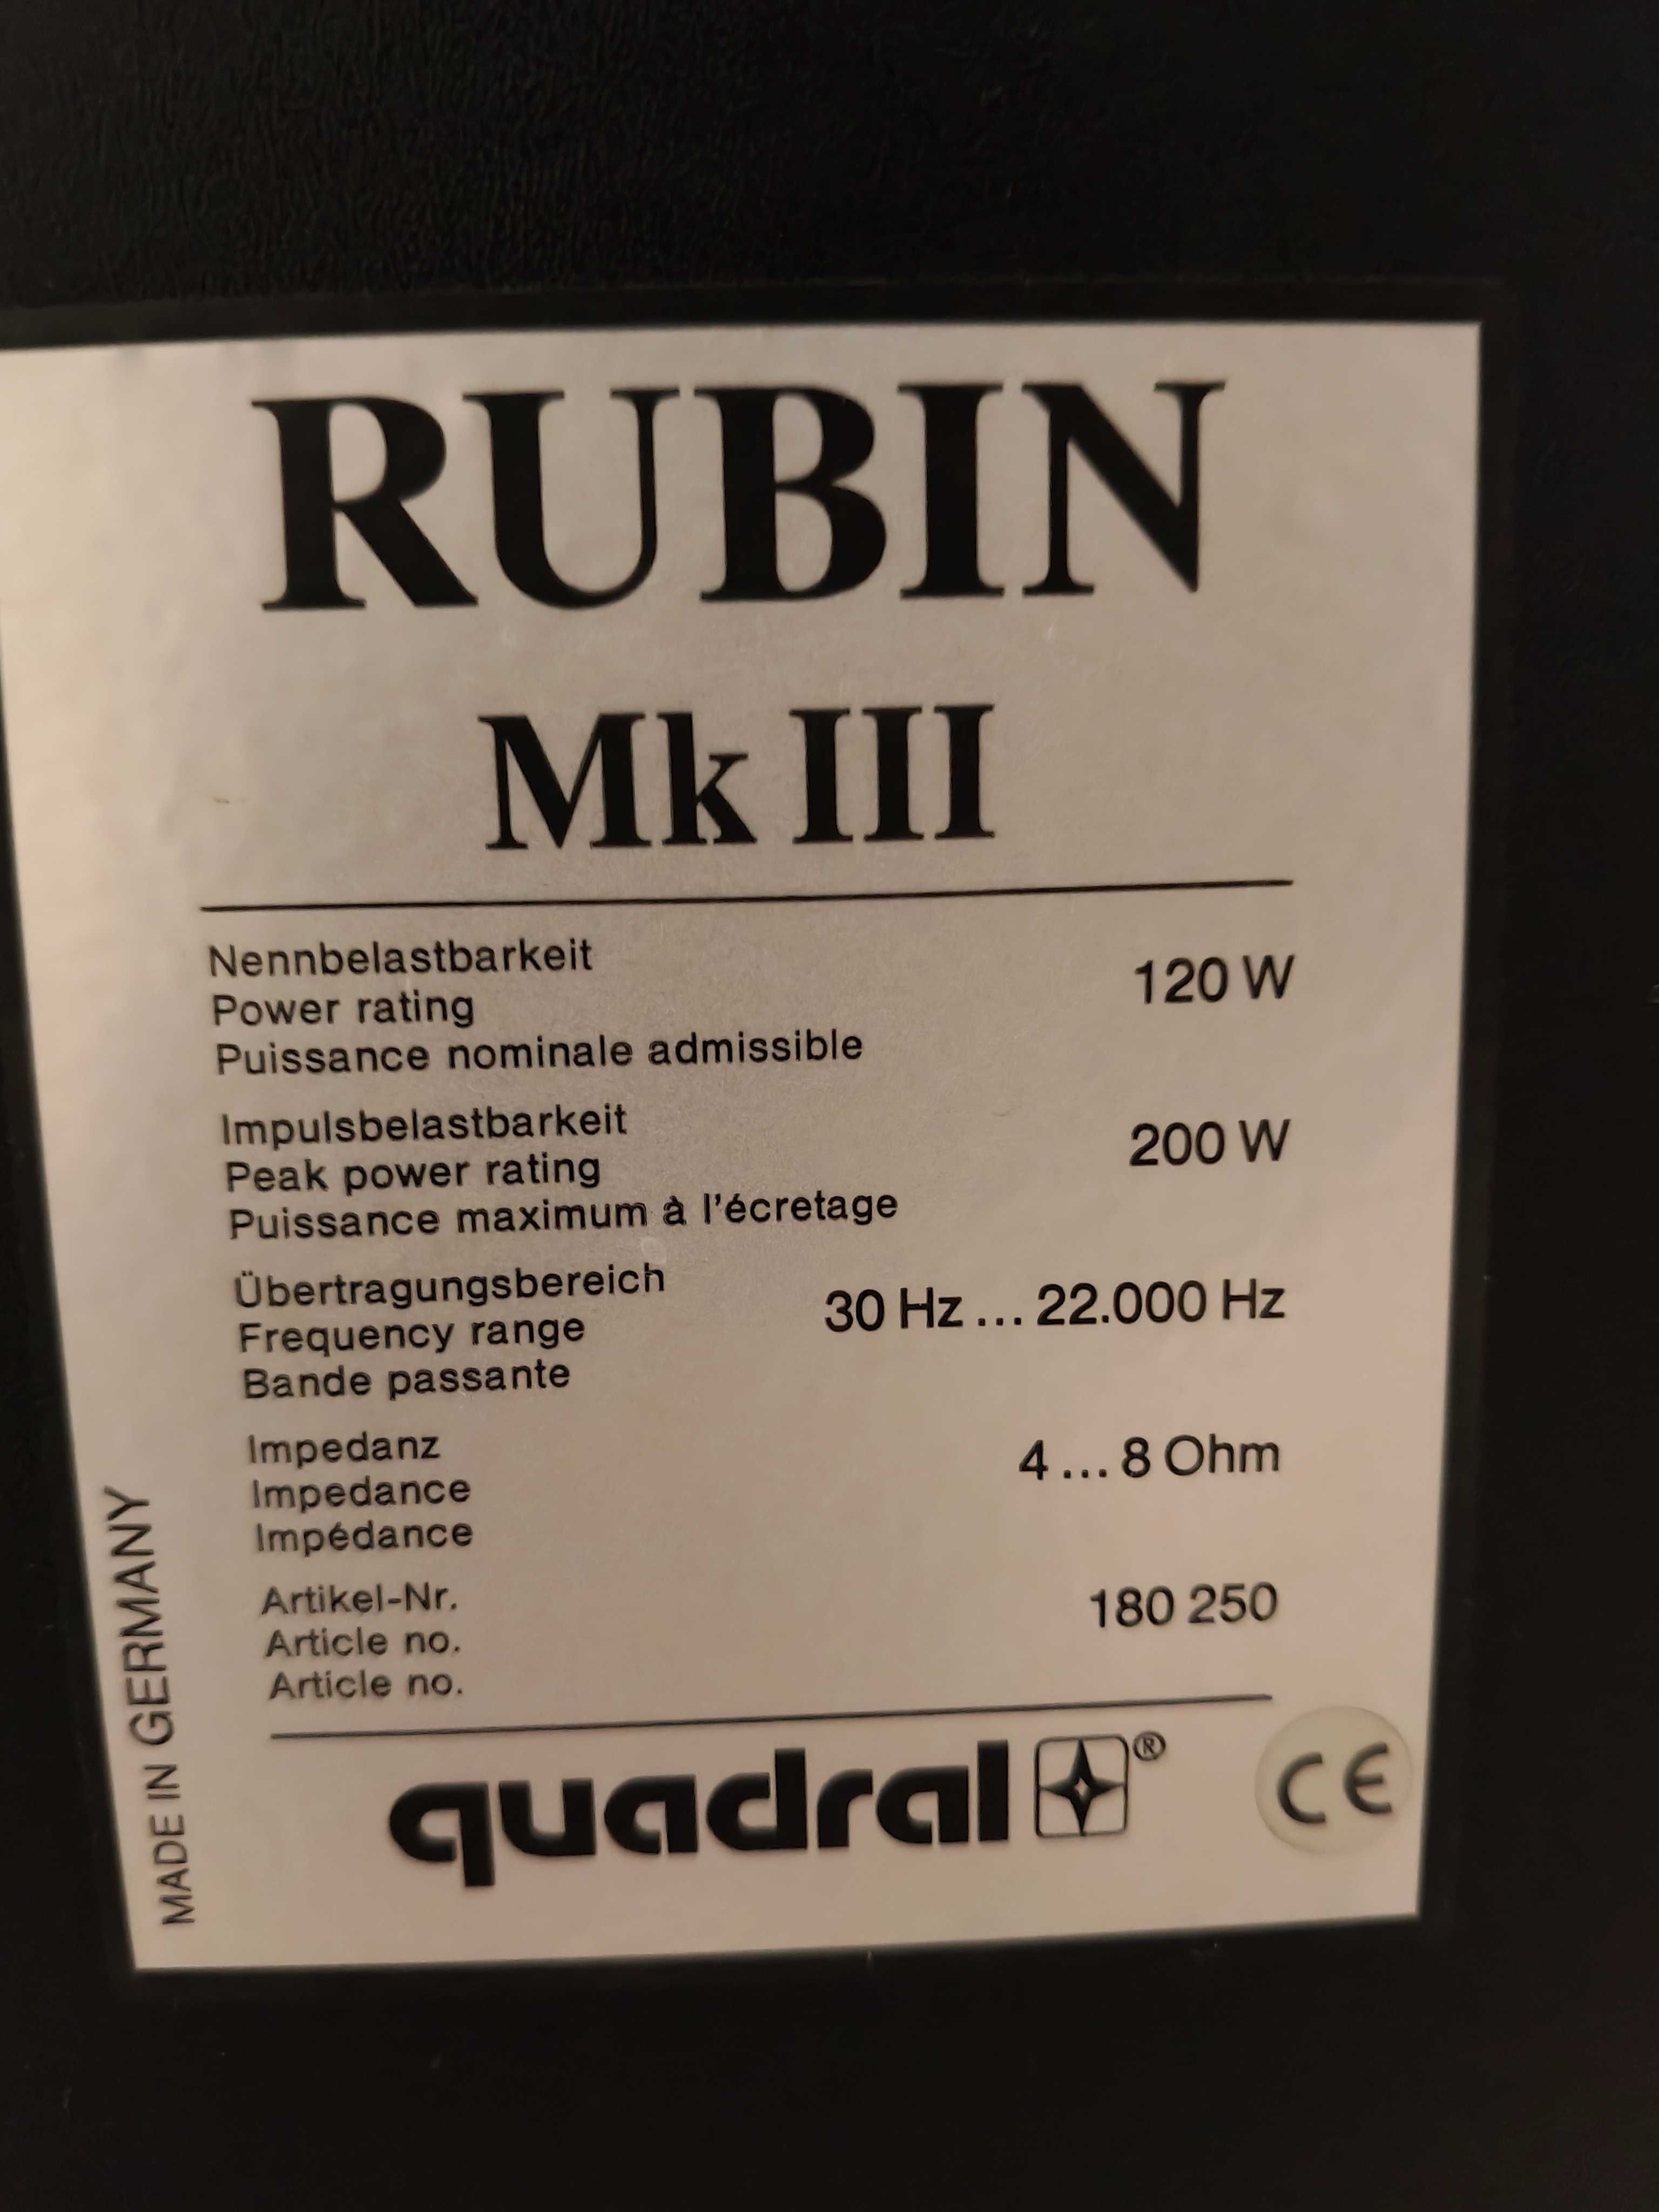 RUBIN
Mk III
Nennbelastbarkeit
Power rating
Puissance nominale admissible
120 W
Impulsbelastbarkeit
Peak power rating
Puissance maximum à l'écretage
200 W
Übertragungsbereich
Frequency range
Bande passante
30 Hz ... 22.000 Hz
Impedanz
Impedance
Impédance
4 ... 8 Ohm
Artikel-Nr.
Article no.
Article no.
180 250
MADE IN GERMANY
quadral ®
CE